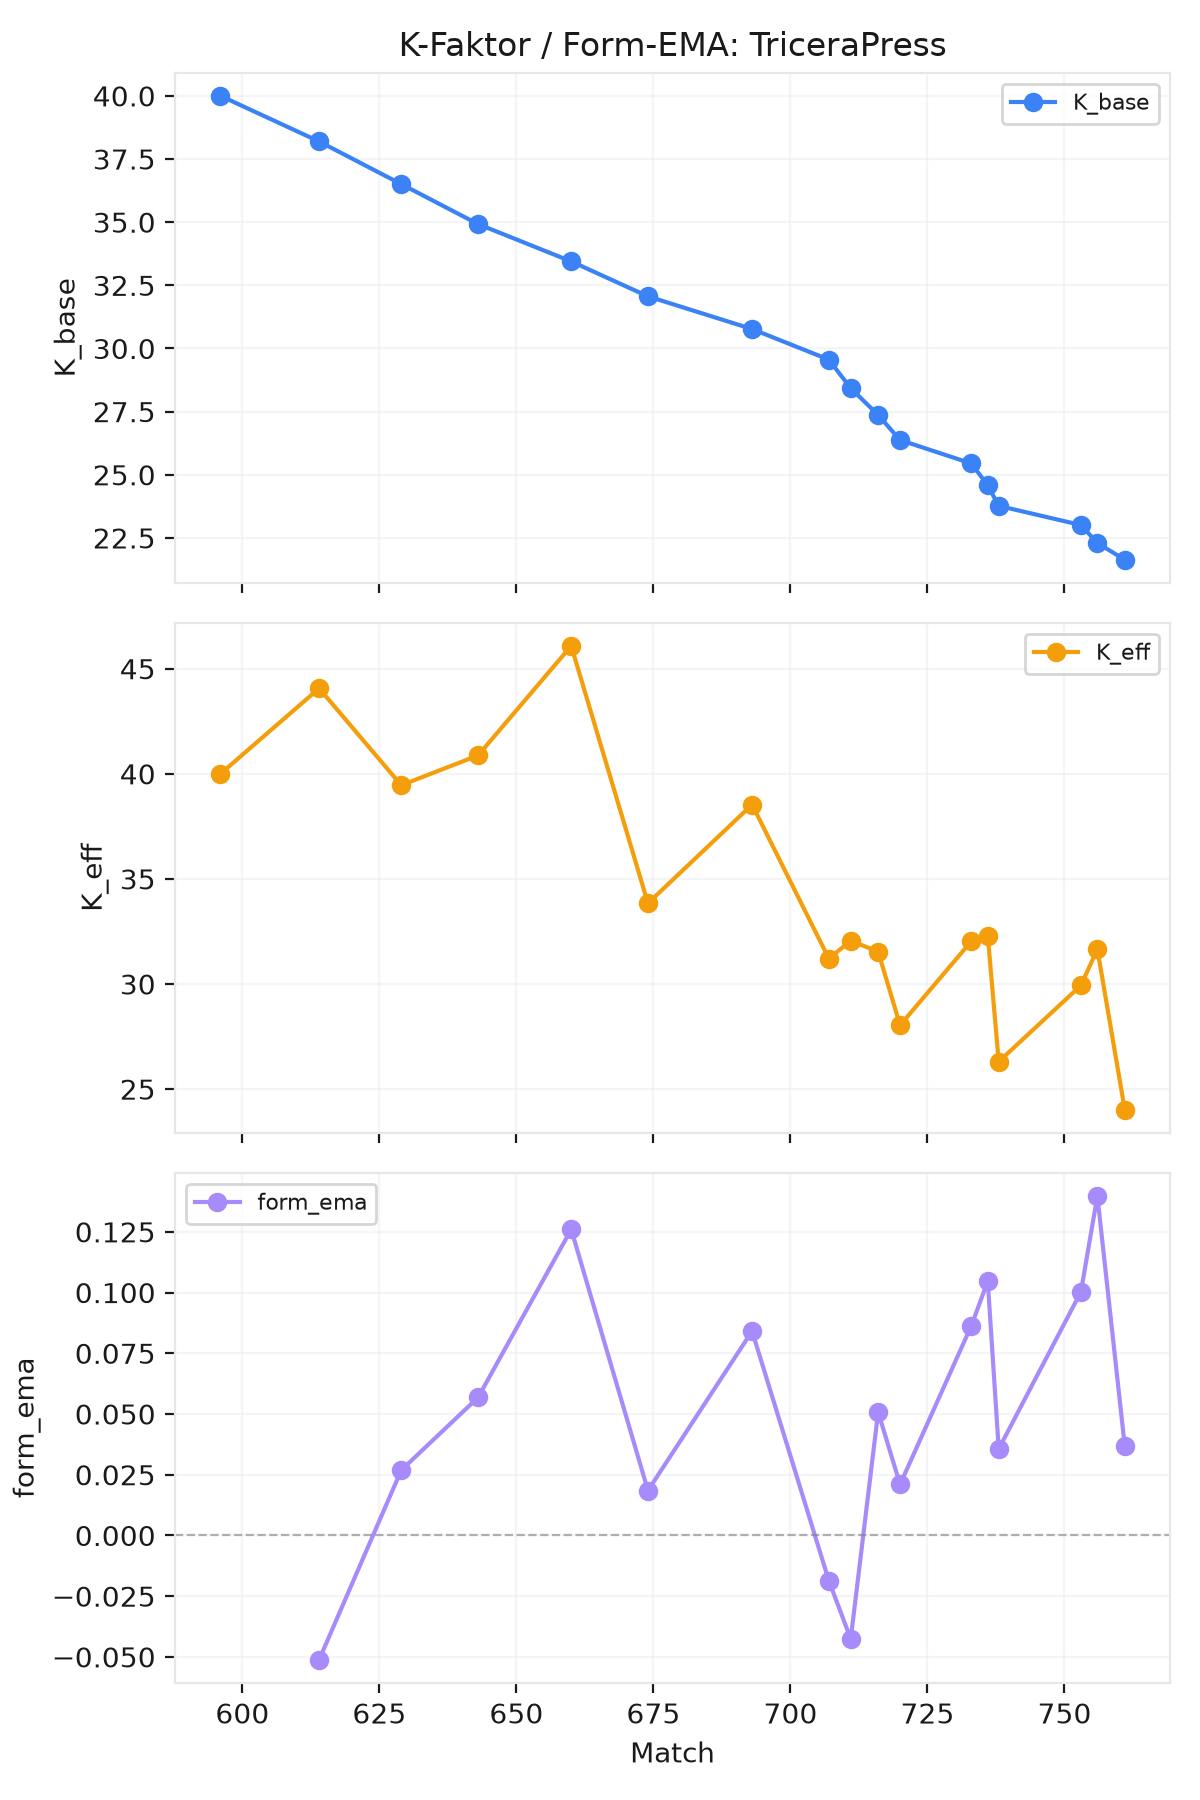 K-Faktor / Form-EMA: TriceraPress
K_base
40.0
37.5
35.0
32.5
30.0
27.5
25.0
22.5
K_base
K_eff
45
40
35
30
25
K_eff
form_ema
0.125
0.100
0.075
0.050
0.025
0.000
−0.025
−0.050
form_ema
600 625 650 675 700 725 750
Match